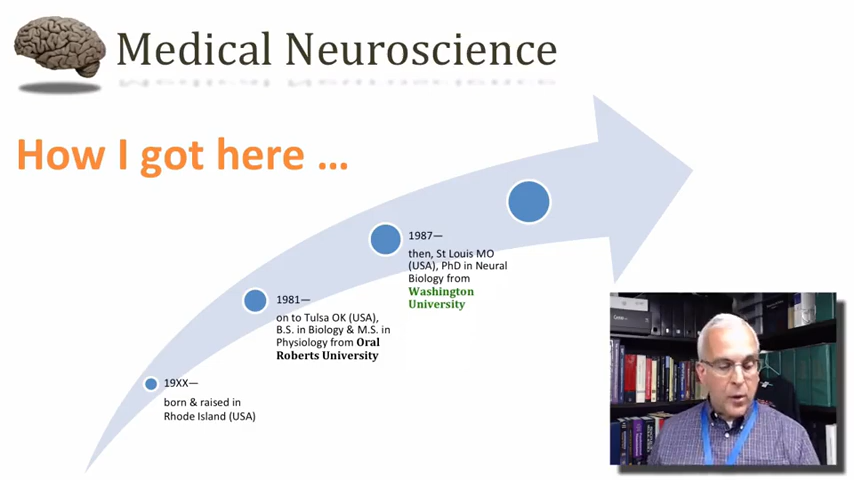 Medical Neuroscience
How I got here ...
1987—
then, St Louis MO
(USA), PhD in Neural
Biology from
Washington
University
1981—
on to Tulsa OK (USA),
B.S. in Biology & M.S. in
Physiology from Oral
Roberts University
19XX—
born & raised in
Rhode Island (USA)